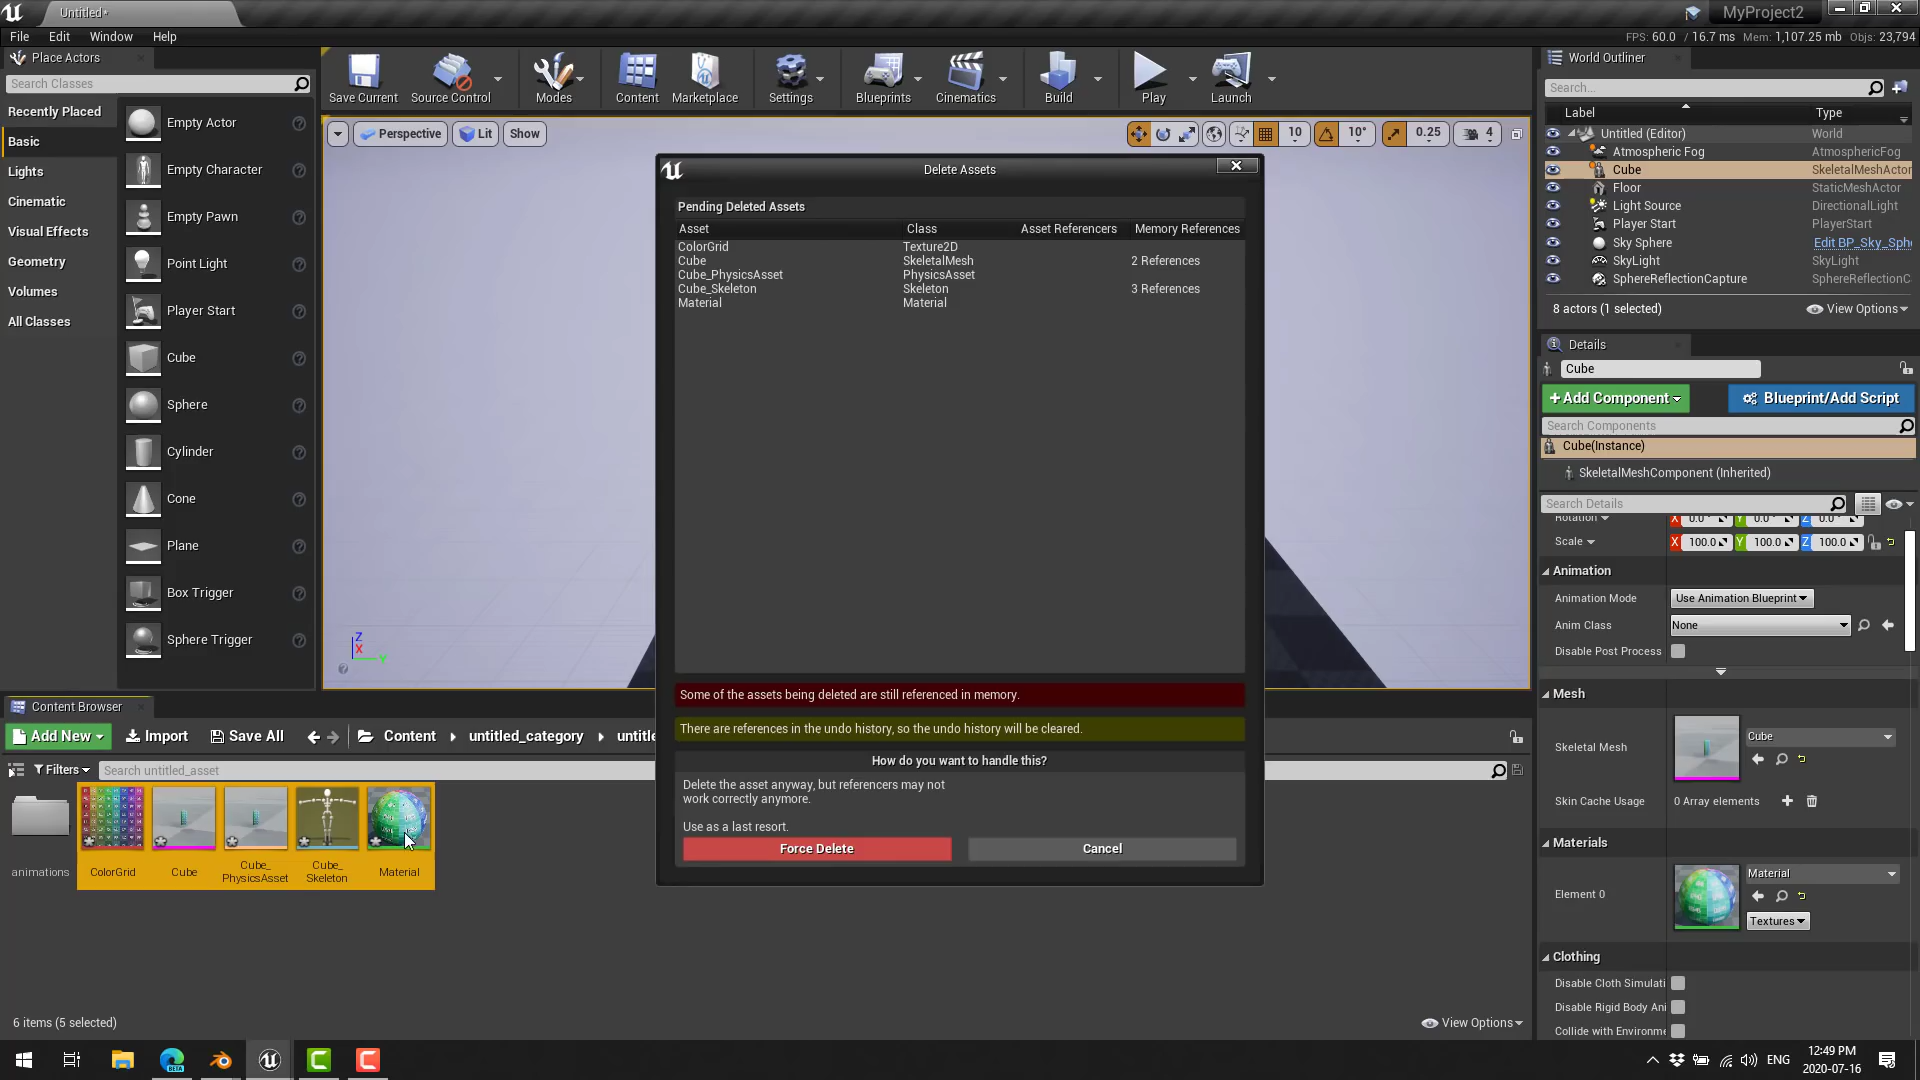 Untitled*
MyProject2
File Edit Window Help
FPS: 60.0 / 16.7 ms Mem: 1,107.25 mb Objs: 23,794
Place Actors
Search Classes
Recently Placed
Basic
Lights
Cinematic
Visual Effects
Geometry
Volumes
All Classes
Empty Actor
Empty Character
Empty Pawn
Point Light
Player Start
Cube
Sphere
Cylinder
Cone
Plane
Box Trigger
Sphere Trigger
Save Current
Source Control
Modes
Content
Marketplace
Settings
Blueprints
Cinematics
Build
Play
Launch
Perspective
Lit
Show
10
10°
0.25
4
Z
X
Y
Delete Assets
Pending Deleted Assets
Asset Class Asset Referencers Memory References
ColorGrid Texture2D
Cube SkeletalMesh 2 References
Cube_PhysicsAsset PhysicsAsset
Cube_Skeleton Skeleton 3 References
Material Material
Some of the assets being deleted are still referenced in memory.
There are references in the undo history, so the undo history will be cleared.
How do you want to handle this?
Delete the asset anyway, but referencers may not
work correctly anymore.
Use as a last resort.
Force Delete
Cancel
World Outliner
Search...
Label Type
Untitled (Editor) World
Atmospheric Fog AtmosphericFog
Cube SkeletalMeshActor
Floor StaticMeshActor
Light Source DirectionalLight
Player Start PlayerStart
Sky Sphere Edit BP_Sky_Sph
SkyLight SkyLight
SphereReflectionCapture SphereReflectionC
8 actors (1 selected)
View Options
Details
Cube
+Add Component
Blueprint/Add Script
Search Components
Cube(Instance)
SkeletalMeshComponent (Inherited)
Search Details
Rotation X 0.0° Y 0.0° Z 0.0°
Scale X 100.0 Y 100.0 Z 100.0
Animation
Animation Mode Use Animation Blueprint
Anim Class None
Disable Post Process
Mesh
Skeletal Mesh Cube
Skin Cache Usage 0 Array elements
Materials
Element 0 Material
Textures
Clothing
Disable Cloth Simulati
Disable Rigid Body Ani
Collide with Environme
Content Browser
Add New
Import
Save All
Content
untitled_category
untitle
Filters
Search untitled_asset
animations
ColorGrid
Cube
Cube_
PhysicsAsset
Cube_
Skeleton
Material
6 items (5 selected)
View Options
BETA
ENG
12:49 PM
2020-07-16